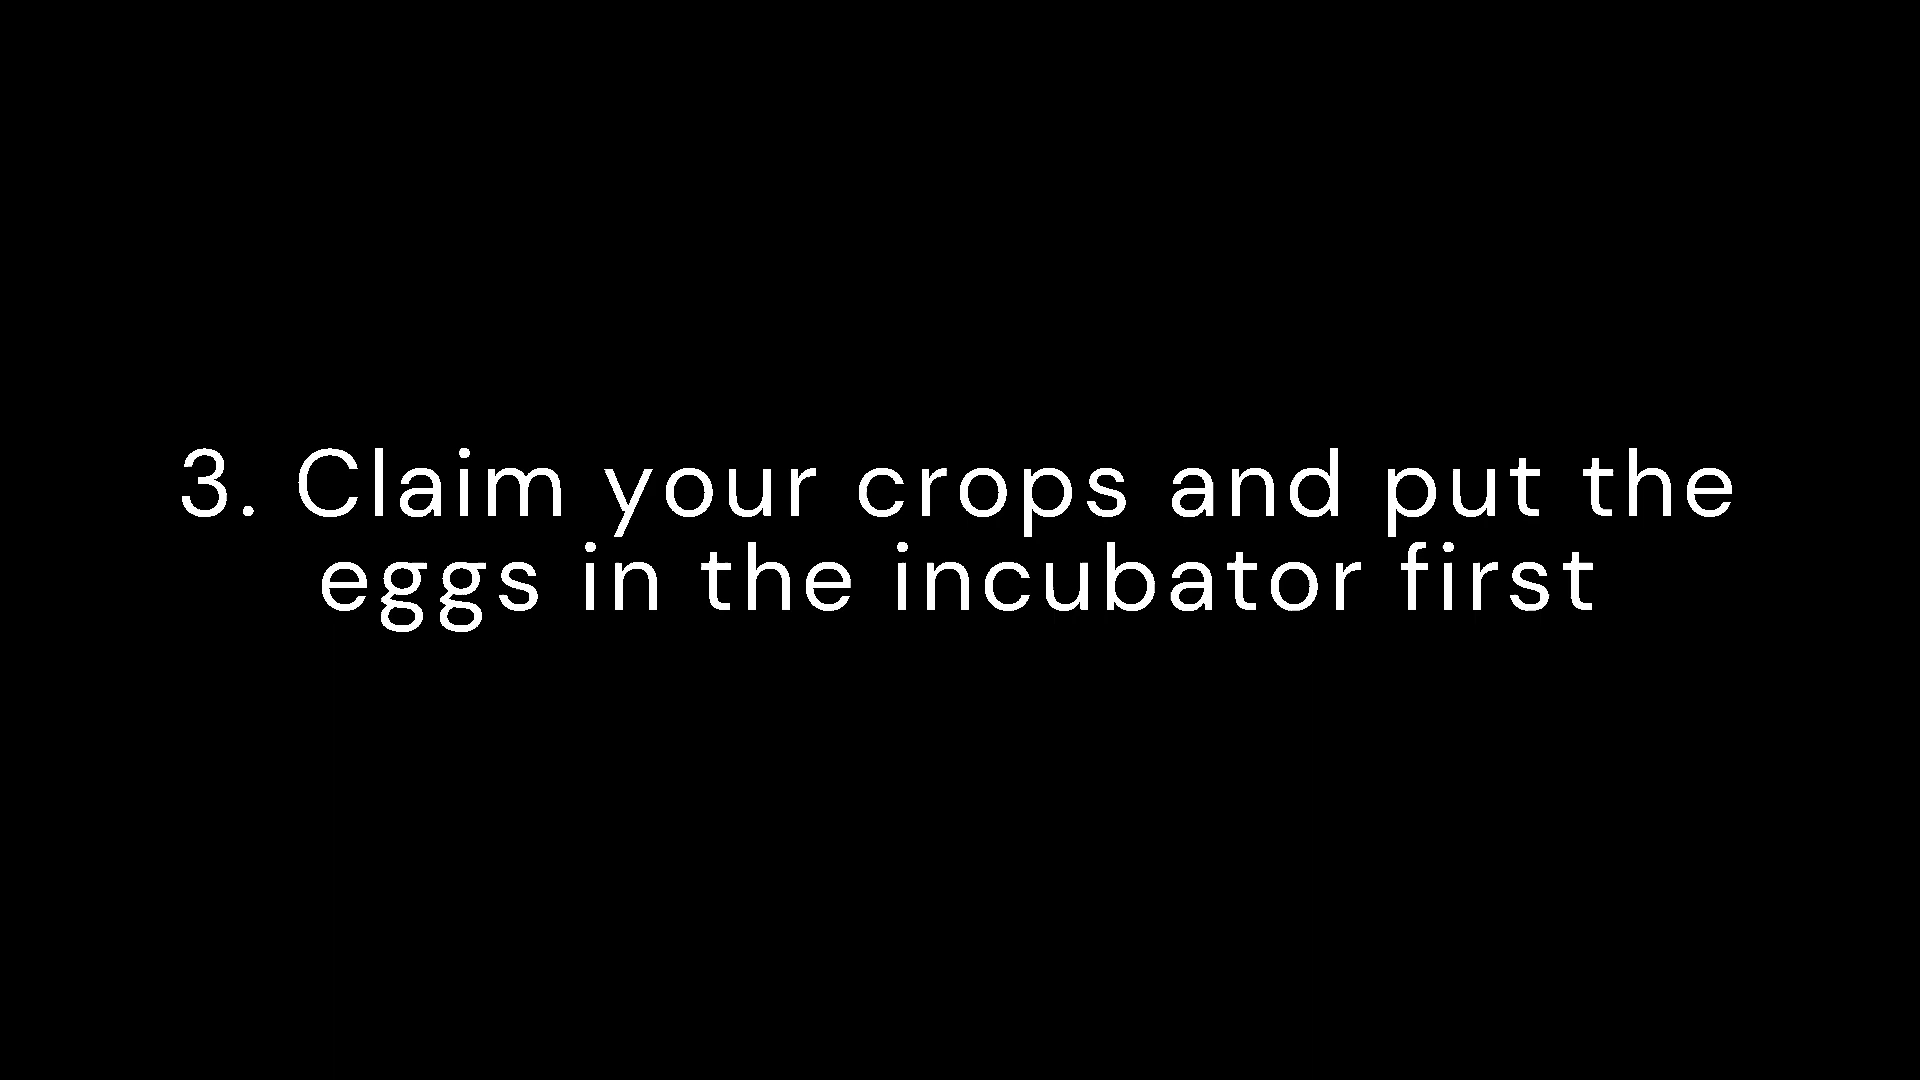 3. Claim your crops and put the
eggs in the incubator first